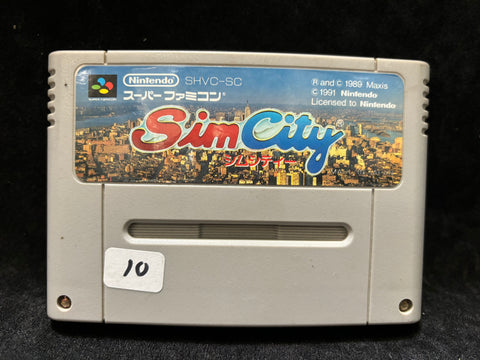 Nintendo SHVC-SC
スーパーファミコン
R and © 1989 Maxis
© 1991 Nintendo
Licensed to Nintendo
SimCity
シムシティー
10